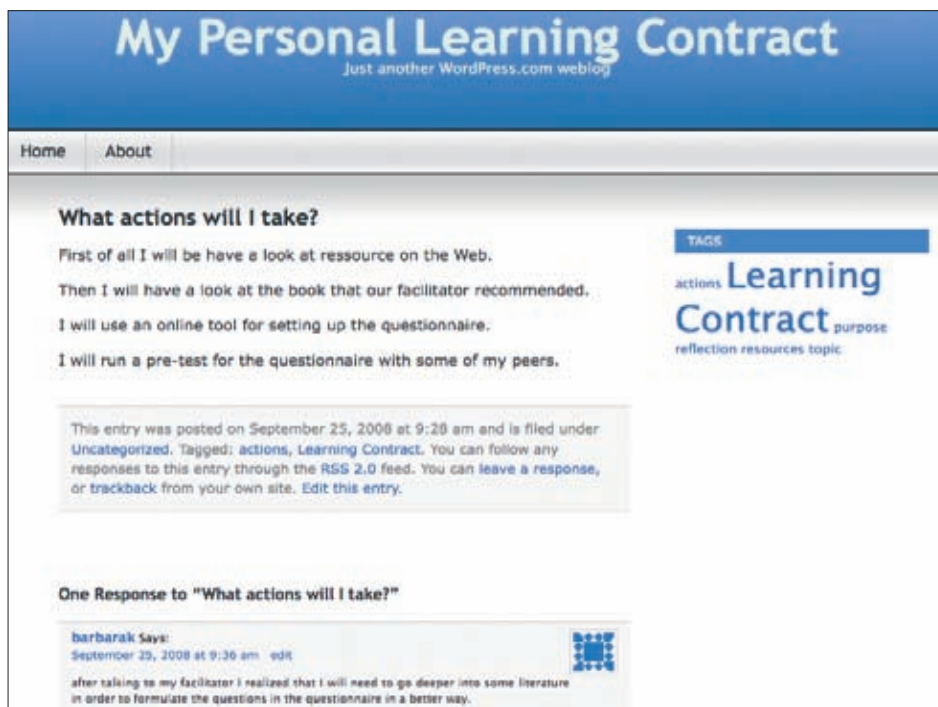 My Personal Learning Contract
Just another WordPress.com weblog
Home About
What actions will I take?
First of all I will be have a look at ressource on the Web.
Then I will have a look at the book that our facilitator recommended.
I will use an online tool for setting up the questionnaire.
I will run a pre-test for the questionnaire with some of my peers.
TAGS
actions Learning
Contract purpose
reflection resources topic
This entry was posted on September 25, 2008 at 9:28 am and is filed under
Uncategorized. Tagged: actions, Learning Contract. You can follow any
responses to this entry through the RSS 2.0 feed. You can leave a response,
or trackback from your own site. Edit this entry.
One Response to "What actions will I take?"
barbarak Says:
September 25, 2008 at 9:36 am edit
after talking to my facilitator I realized that I will need to go deeper into some literature
in order to formulate the questions in the questionnaire in a better way.